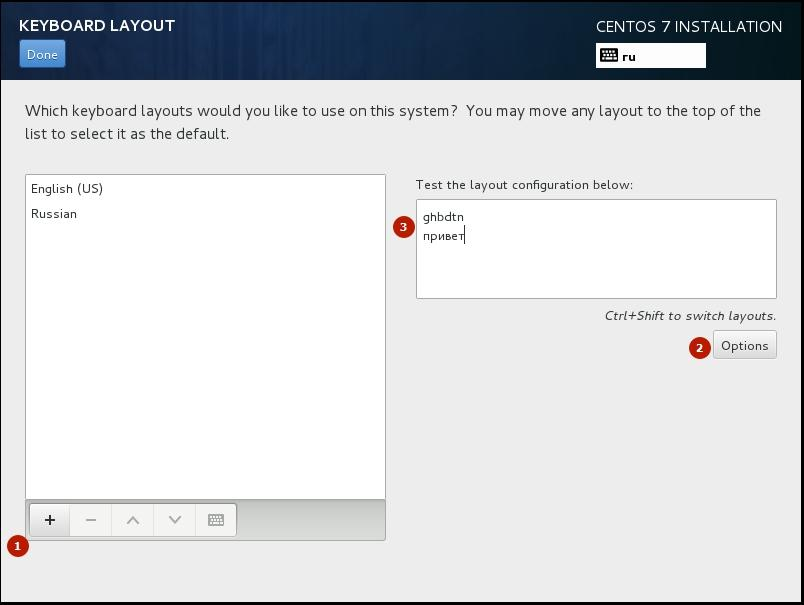 KEYBOARD LAYOUT
Done
CENTOS 7 INSTALLATION
ru
Which keyboard layouts would you like to use on this system?  You may move any layout to the top of the
list to select it as the default.
English (US)
Russian
Test the layout configuration below:
3
ghbdtn
привет
Ctrl+Shift to switch layouts.
2
Options
1